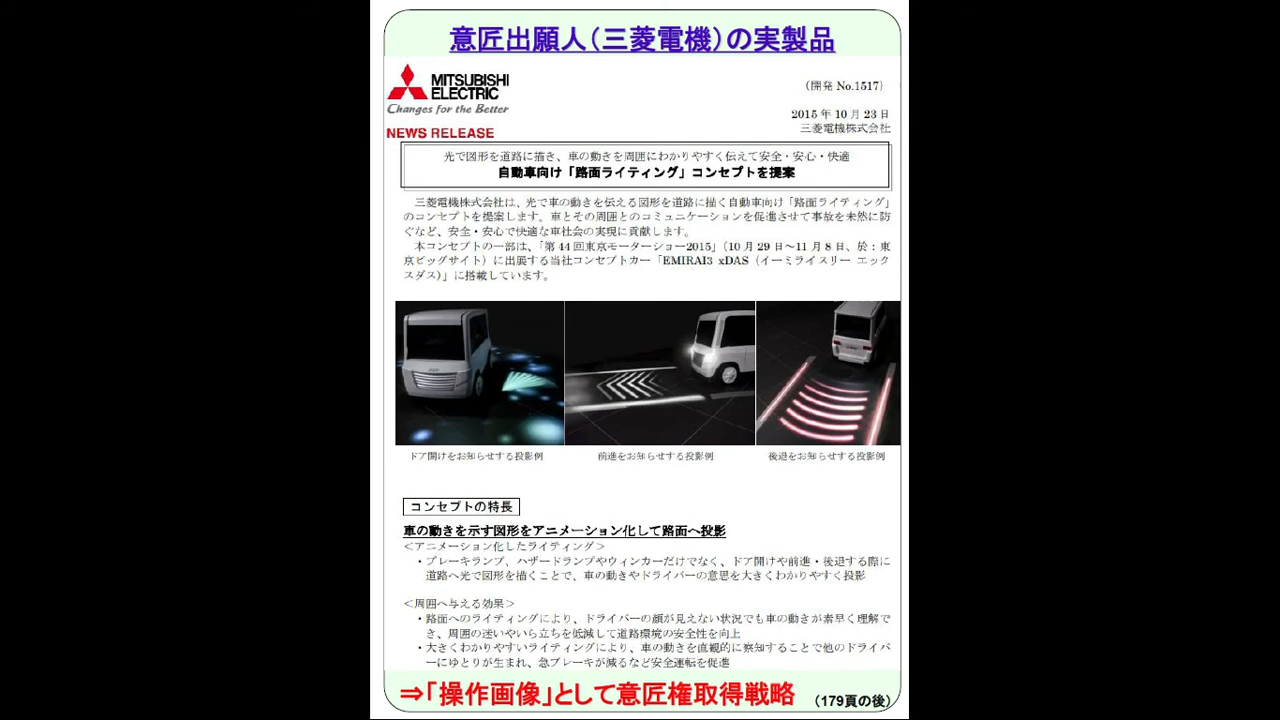 意匠出願人(三菱電機)の実製品
MITSUBISHI
ELECTRIC
Changes for the Better
(開発 No.1517)
2015年10月23日
三菱電機株式会社
NEWS RELEASE
光で図形を道路に描き、車の動きを周囲にわかりやすく伝えて安全・安心・快適
自動車向け「路面ライティング」コンセプトを提案
三菱電機株式会社は、光で車の動きを伝える図形を道路に描く自動車向け「路面ライティング」
のコンセプトを提案します。車とその周囲とのコミュニケーションを促進させて事故を未然に防
ぐなど、安全・安心で快適な車社会の実現に貢献します。
本コンセプトの一部は、「第44回東京モーターショー2015」(10月29日~11月8日、於:東
京ビッグサイト)に出展する当社コンセプトカー「EMIRAI3 xDAS(イーミライスリー エック
スダス)」に搭載しています。
ドア開けをお知らせする投影例
前進をお知らせする投影例
後退をお知らせする投影例
コンセプトの特長
車の動きを示す図形をアニメーション化して路面へ投影
<アニメーション化したライティング>
・ブレーキランプ、ハザードランプやウィンカーだけでなく、ドア開けや前進・後退する際に
道路へ光で図形を描くことで、車の動きやドライバーの意思を大きくわかりやすく投影
<周囲へ与える効果>
・路面へのライティングにより、ドライバーの顔が見えない状況でも車の動きが素早く理解で
き、周囲の迷いやいら立ちを低減して道路環境の安全性を向上
・大きくわかりやすいライティングにより、車の動きを直観的に察知することで他のドライバ
ーにゆとりが生まれ、急ブレーキが減るなど安全運転を促進
⇒「操作画像」として意匠権取得戦略
(179頁の後)